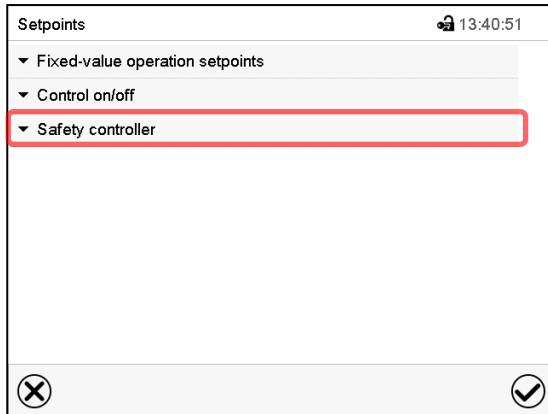 Setpoints 13:40:51
Fixed-value operation setpoints
Control on/off
Safety controller